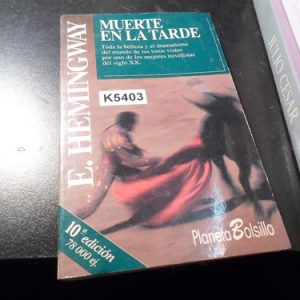 E. HEMINGWAY
MUERTE
EN LA TARDE
Toda la belleza y el dramatismo
del mundo de los toros vistos
por uno de los mejores novelistas
del siglo XX.
K5403
10ª edición
78 000 ej.
Planeta Bolsillo